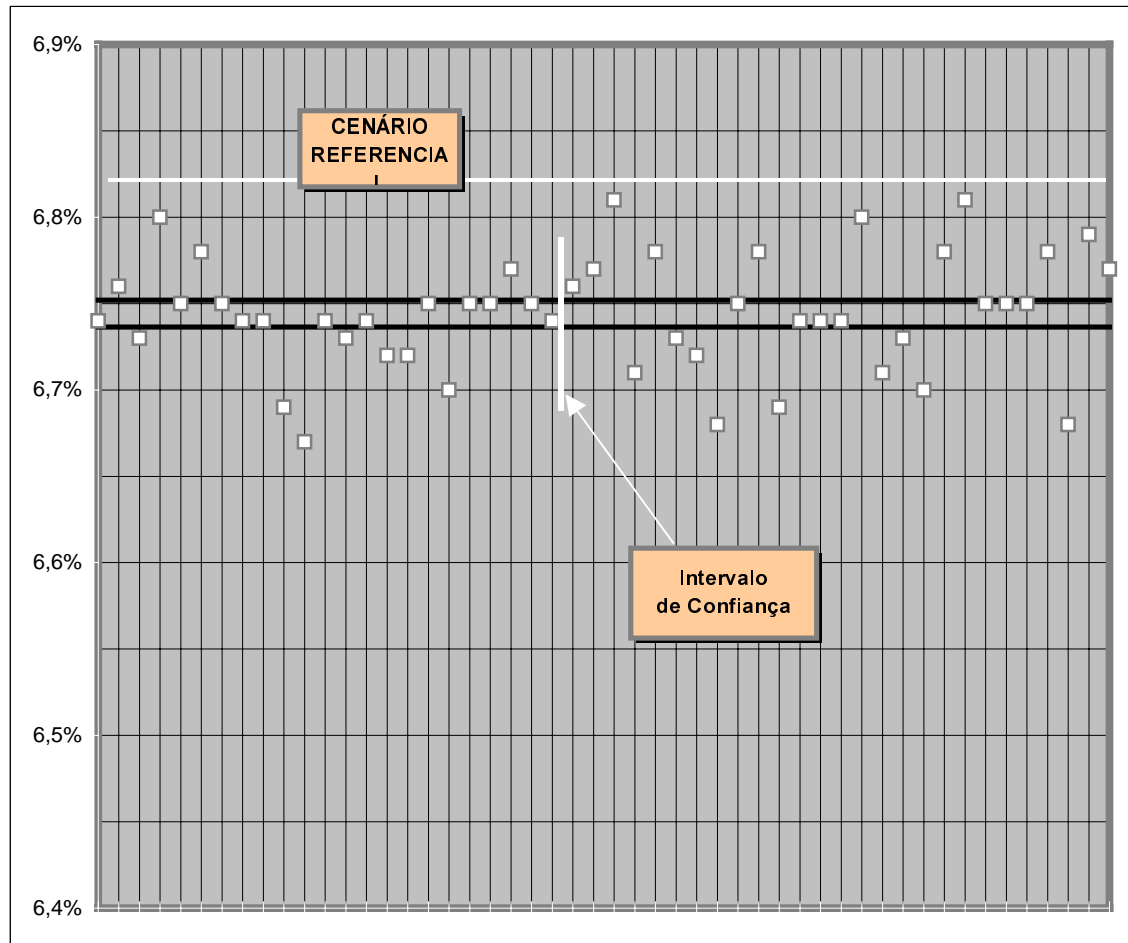 6,9%
CENÁRIO
REFERENCIA
l
6,8%
6,7%
6,6%
Intervalo
de Confiança
6,5%
6,4%